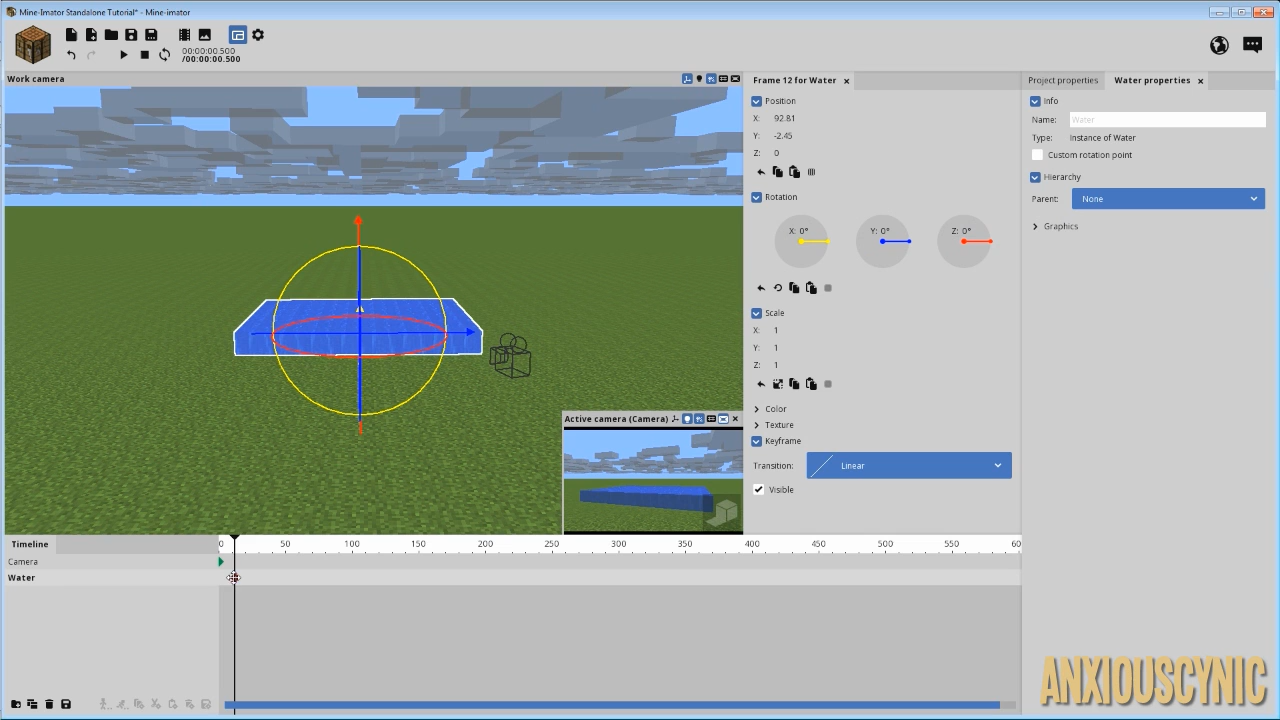 Mine-Imator Standalone Tutorial* - Mine-imator
00:00:00.500
/00:00:00.500
Work camera
Frame 12 for Water
Position
X: 92.81
Y: -2.45
Z: 0
Rotation
X: 0° Y: 0° Z: 0°
Scale
X: 1
Y: 1
Z: 1
Color
Texture
Keyframe
Transition: Linear
Visible
Project properties Water properties
Info
Name: Water
Type: Instance of Water
Custom rotation point
Hierarchy
Parent: None
Graphics
Active camera (Camera)
Timeline
0 50 100 150 200 250 300 350 400 450 500 550 600
Camera
Water
ANXIOUSCYNIC